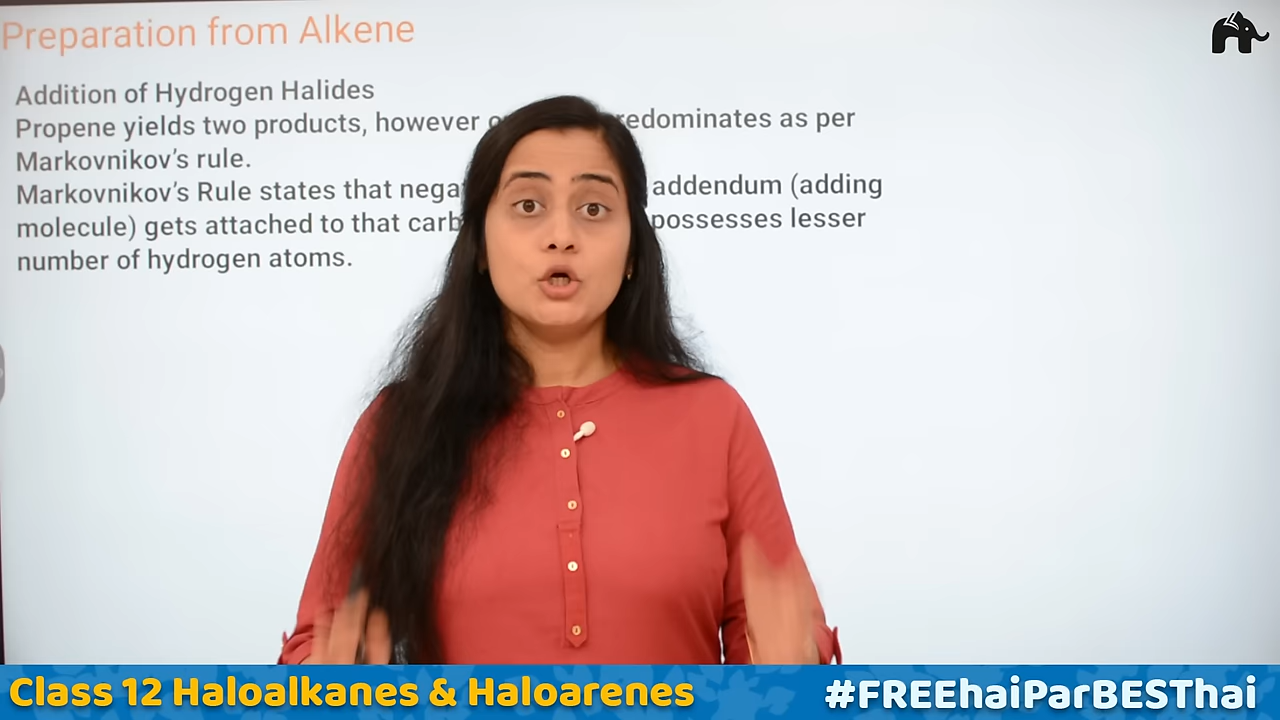 Preparation from Alkene
Addition of Hydrogen Halides
Propene yields two products, however
as per
Markovnikov’s rule.
Markovnikov’s Rule states that addendum (adding
molecule) gets attached to that possesses lesser
number of hydrogen atoms.
Class 12 Haloalkanes & Haloarenes
#FREEhaiParBESThai